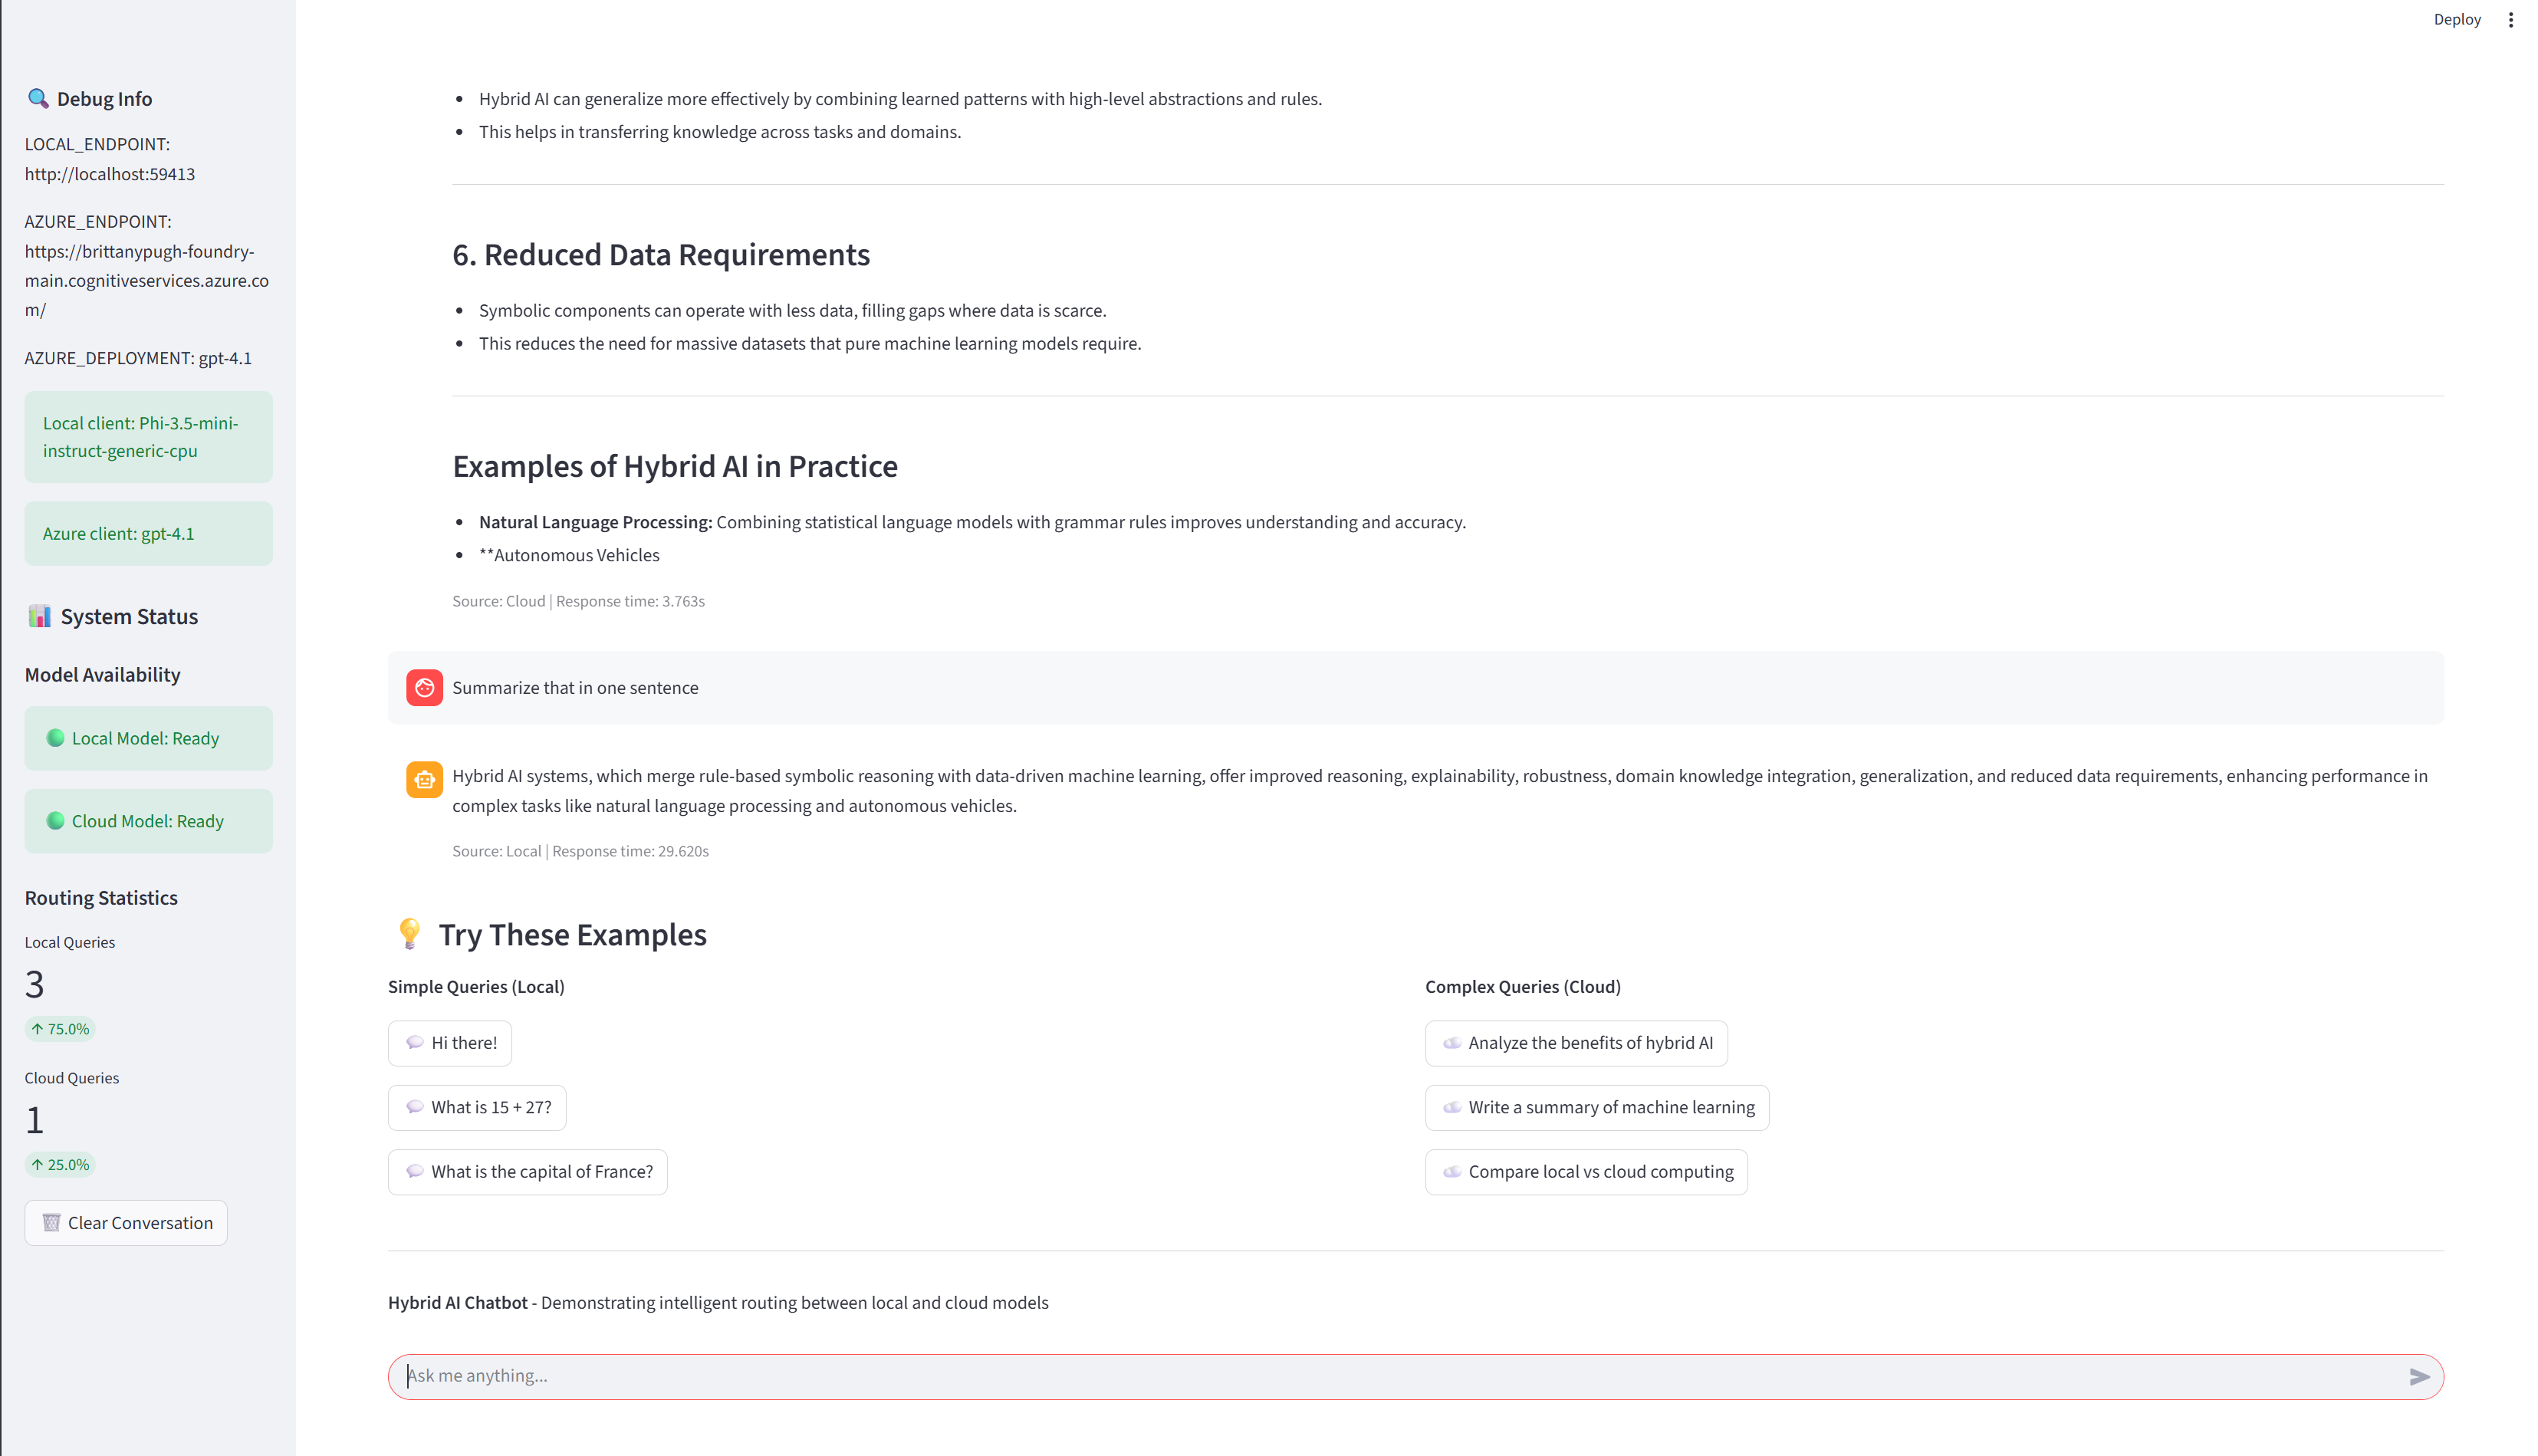 Deploy
Debug Info
LOCAL_ENDPOINT:
http://localhost:59413
AZURE_ENDPOINT:
https://brittanypugh-foundry-
main.cognitiveservices.azure.co
m/
AZURE_DEPLOYMENT: gpt-4.1
Local client: Phi-3.5-mini-
instruct-generic-cpu
Azure client: gpt-4.1
System Status
Model Availability
Local Model: Ready
Cloud Model: Ready
Routing Statistics
Local Queries
3
↑ 75.0%
Cloud Queries
1
↑ 25.0%
Clear Conversation
• Hybrid AI can generalize more effectively by combining learned patterns with high-level abstractions and rules.
• This helps in transferring knowledge across tasks and domains.
6. Reduced Data Requirements
• Symbolic components can operate with less data, filling gaps where data is scarce.
• This reduces the need for massive datasets that pure machine learning models require.
Examples of Hybrid AI in Practice
• Natural Language Processing: Combining statistical language models with grammar rules improves understanding and accuracy.
• **Autonomous Vehicles
Source: Cloud | Response time: 3.763s
Summarize that in one sentence
Hybrid AI systems, which merge rule-based symbolic reasoning with data-driven machine learning, offer improved reasoning, explainability, robustness, domain knowledge integration, generalization, and reduced data requirements, enhancing performance in
complex tasks like natural language processing and autonomous vehicles.
Source: Local | Response time: 29.620s
Try These Examples
Simple Queries (Local)
Hi there!
What is 15 + 27?
What is the capital of France?
Complex Queries (Cloud)
Analyze the benefits of hybrid AI
Write a summary of machine learning
Compare local vs cloud computing
Hybrid AI Chatbot - Demonstrating intelligent routing between local and cloud models
Ask me anything...